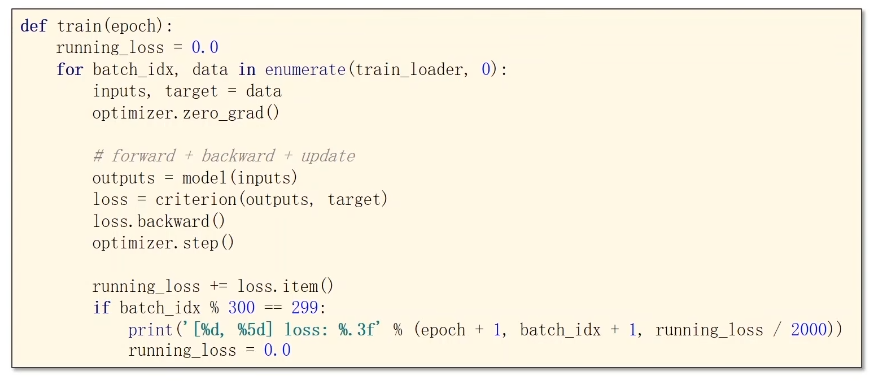 def train(epoch):
    running_loss = 0.0
    for batch_idx, data in enumerate(train_loader, 0):
        inputs, target = data
        optimizer.zero_grad()

        # forward + backward + update
        outputs = model(inputs)
        loss = criterion(outputs, target)
        loss.backward()
        optimizer.step()

        running_loss += loss.item()
        if batch_idx % 300 == 299:
            print('[%d, %5d] loss: %.3f' % (epoch + 1, batch_idx + 1, running_loss / 2000))
            running_loss = 0.0